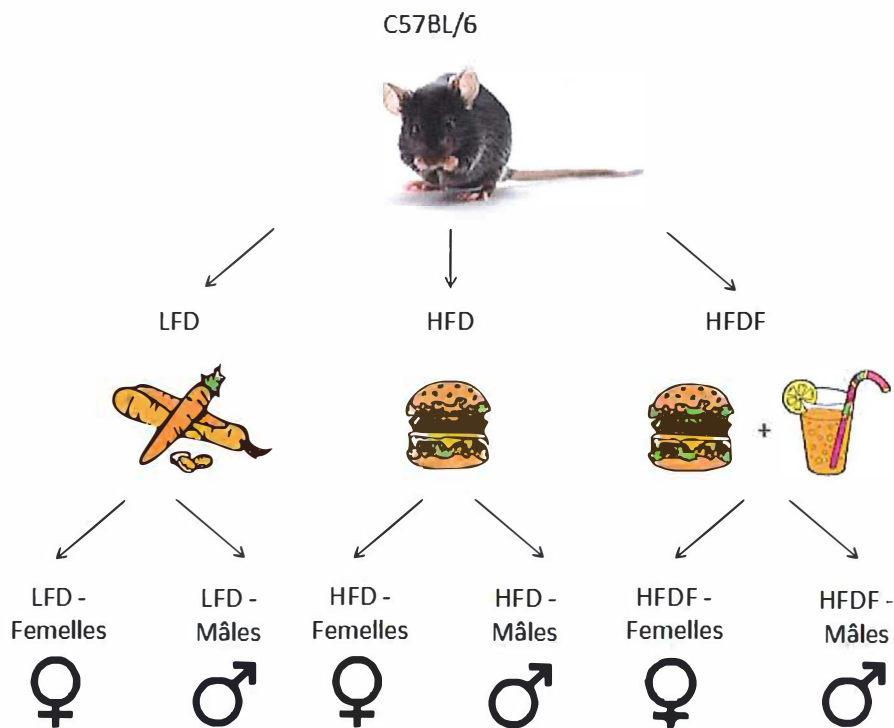 C57BL/6
LFD
HFD
HFDF
+
LFD -
Femelles
LFD -
Mâles
HFD -
Femelles
HFD -
Mâles
HFDF -
Femelles
HFDF -
Mâles